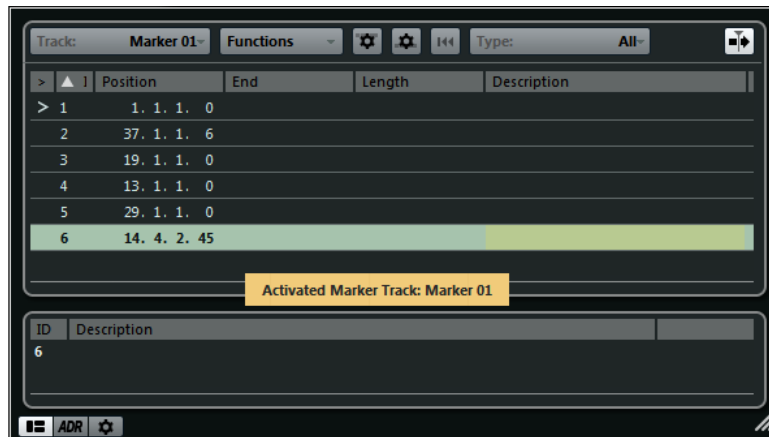 Track: Marker 01 Functions Type: All
> I Position End Length Description
> 1 1. 1. 1. 0
2 37. 1. 1. 6
3 19. 1. 1. 0
4 13. 1. 1. 0
5 29. 1. 1. 0
6 14. 4. 2. 45
Activated Marker Track: Marker 01
ID Description
6
ADR